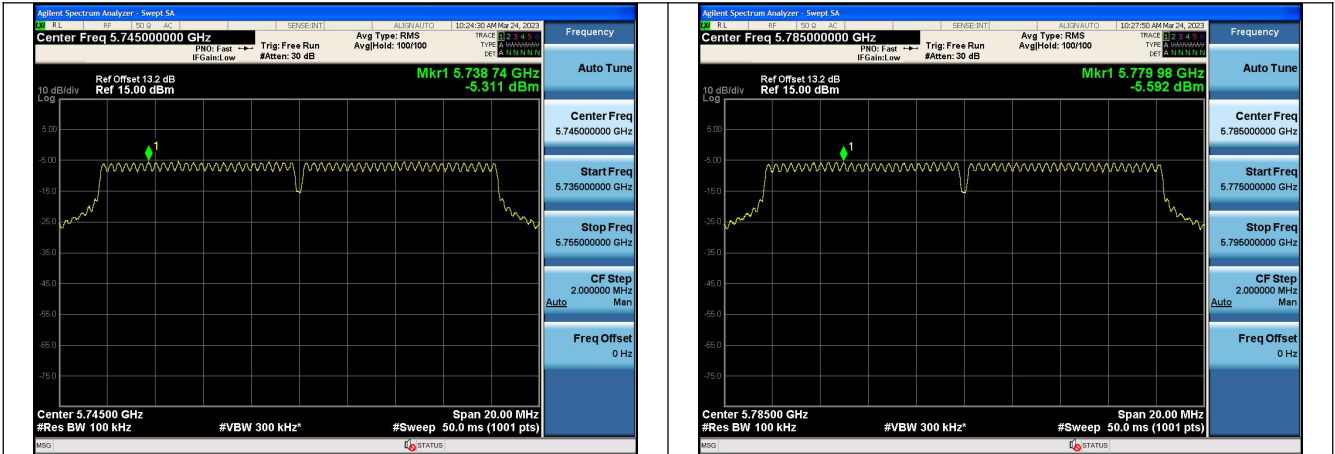 Agilent Spectrum Analyzer - Swept SA
RL RF 50 Ω AC SENSE:INT ALIGN AUTO 10:24:30 AM Mar 24, 2023
Center Freq 5.745000000 GHz
PNO: Fast
IFGain:Low
Trig: Free Run
#Atten: 30 dB
Avg Type: RMS
Avg|Hold: 100/100
TRACE 1 2 3 4 5 6
TYPE A WWWWW
DET A N N N N N
Ref Offset 13.2 dB
10 dB/div Ref 15.00 dBm
Log
Mkr1 5.738 74 GHz
-5.311 dBm
5.00
-5.00
-15.0
-25.0
-35.0
-45.0
-55.0
-65.0
-75.0
1
Center 5.74500 GHz Span 20.00 MHz
#Res BW 100 kHz #VBW 300 kHz* #Sweep 50.0 ms (1001 pts)
MSG STATUS
Frequency
Auto Tune
Center Freq
5.745000000 GHz
Start Freq
5.735000000 GHz
Stop Freq
5.755000000 GHz
CF Step
2.000000 MHz
Auto Man
Freq Offset
0 Hz
Agilent Spectrum Analyzer - Swept SA
RL RF 50 Ω AC SENSE:INT ALIGN AUTO 10:27:50 AM Mar 24, 2023
Center Freq 5.785000000 GHz
PNO: Fast
IFGain:Low
Trig: Free Run
#Atten: 30 dB
Avg Type: RMS
Avg|Hold: 100/100
TRACE 1 2 3 4 5 6
TYPE A WWWWW
DET A N N N N N
Ref Offset 13.2 dB
10 dB/div Ref 15.00 dBm
Log
Mkr1 5.779 98 GHz
-5.592 dBm
5.00
-5.00
-15.0
-25.0
-35.0
-45.0
-55.0
-65.0
-75.0
1
Center 5.78500 GHz Span 20.00 MHz
#Res BW 100 kHz #VBW 300 kHz* #Sweep 50.0 ms (1001 pts)
MSG STATUS
Frequency
Auto Tune
Center Freq
5.785000000 GHz
Start Freq
5.775000000 GHz
Stop Freq
5.795000000 GHz
CF Step
2.000000 MHz
Auto Man
Freq Offset
0 Hz